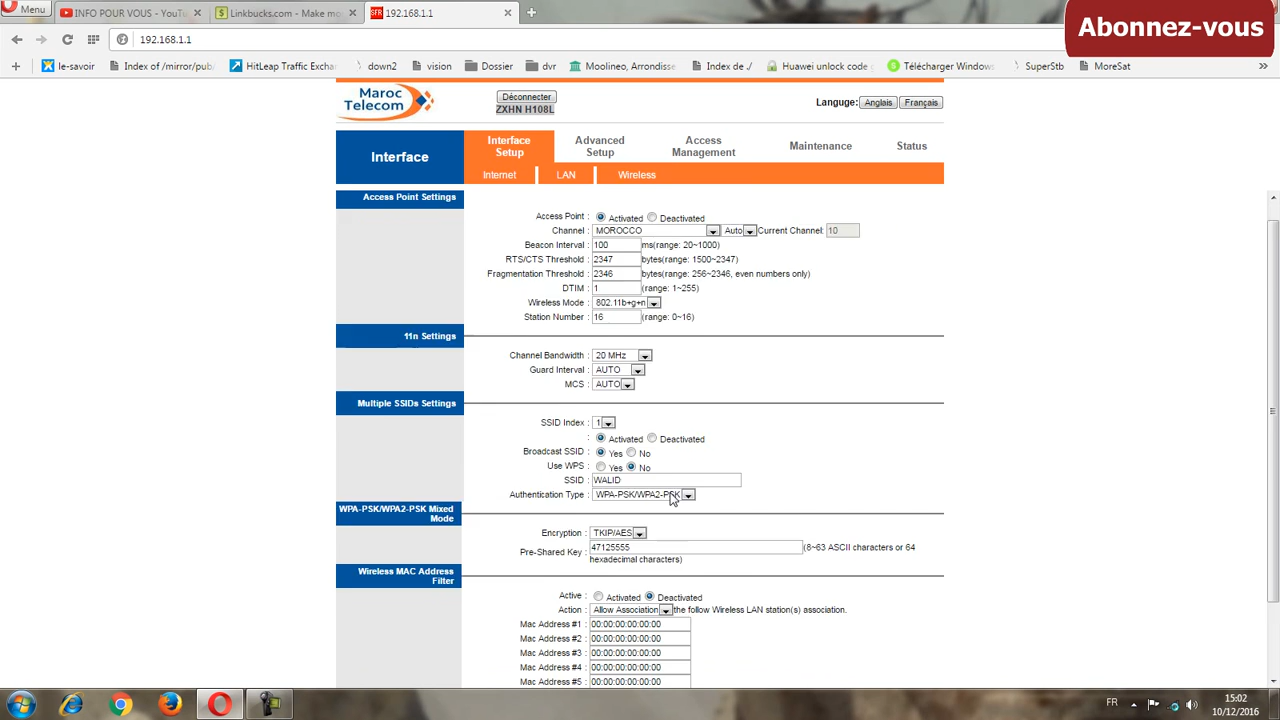 Menu
INFO POUR VOUS - YouT
Linkbucks.com - Make mo
SFR 192.168.1.1
192.168.1.1
Abonnez-vous
le-savoir
Index of /mirror/pub/
HitLeap Traffic Exchan
down2
vision
Dossier
dvr
Moolineo, Arrondisse
Index de /
Huawei unlock code
Télécharger Windows
SuperStb
MoreSat
Maroc
Telecom
Déconnecter
ZXHN H108L
Languge: Anglais Français
Interface
Interface
Setup
Advanced
Setup
Access
Management
Maintenance
Status
Internet
LAN
Wireless
Access Point Settings
Access Point : Activated Deactivated
Channel : MOROCCO Auto Current Channel: 10
Beacon Interval : 100 ms(range: 20~1000)
RTS/CTS Threshold : 2347 bytes(range: 1500~2347)
Fragmentation Threshold : 2346 bytes(range: 256~2346, even numbers only)
DTIM : 1 (range: 1~255)
Wireless Mode : 802.11b+g+n
Station Number : 16 (range: 0~16)
11n Settings
Channel Bandwidth : 20 MHz
Guard Interval : AUTO
MCS : AUTO
Multiple SSIDs Settings
SSID Index : 1
: Activated Deactivated
Broadcast SSID : Yes No
Use WPS : Yes No
SSID : WALID
Authentication Type : WPA-PSK/WPA2-PSK
WPA-PSK/WPA2-PSK Mixed
Mode
Encryption : TKIP/AES
Pre-Shared Key : 47125555 (8~63 ASCII characters or 64
hexadecimal characters)
Wireless MAC Address
Filter
Active : Activated Deactivated
Action : Allow Association the follow Wireless LAN station(s) association.
Mac Address #1 : 00:00:00:00:00:00
Mac Address #2 : 00:00:00:00:00:00
Mac Address #3 : 00:00:00:00:00:00
Mac Address #4 : 00:00:00:00:00:00
Mac Address #5 : 00:00:00:00:00:00
FR
15:02
10/12/2016